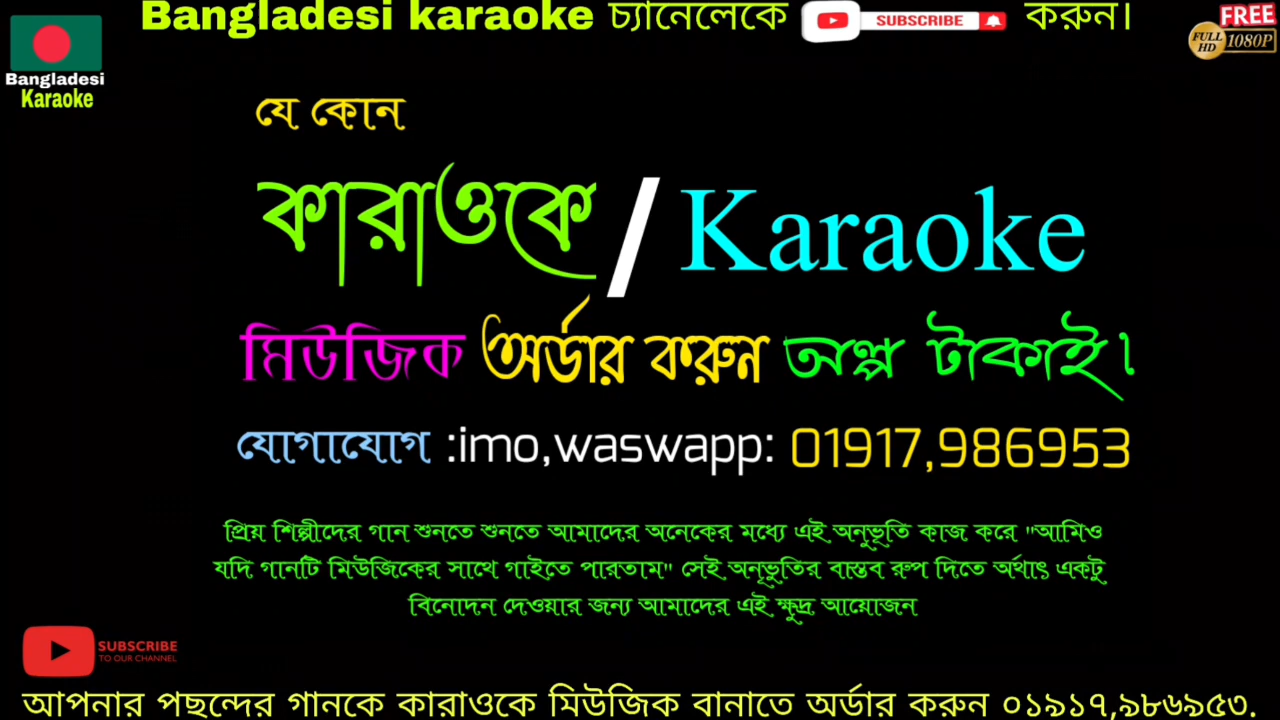 Bangladesi karaoke চ্যানেলেকে SUBSCRIBE করুন।
FREE
FULL HD 1080P
Bangladesi
Karaoke
যে কোন
কারাওকে / Karaoke
মিউজিক অর্ডার করুন অল্প টাকাই।
যোগাযোগ :imo,waswapp: 01917,986953
প্রিয় শিল্পীদের গান শুনতে শুনতে আমাদের অনেকের মধ্যে এই অনুভূতি কাজ করে "আমিও
যদি গানটি মিউজিকের সাথে গাইতে পারতাম" সেই অনূভুতির বাস্তব রুপ দিতে অর্থাৎ একটু
বিনোদন দেওয়ার জন্য আমাদের এই ক্ষুদ্র আয়োজন
SUBSCRIBE
TO OUR CHANNEL
আপনার পছন্দের গানকে কারাওকে মিউজিক বানাতে অর্ডার করুন ০১৯১৭,৯৮৬৯৫৩.